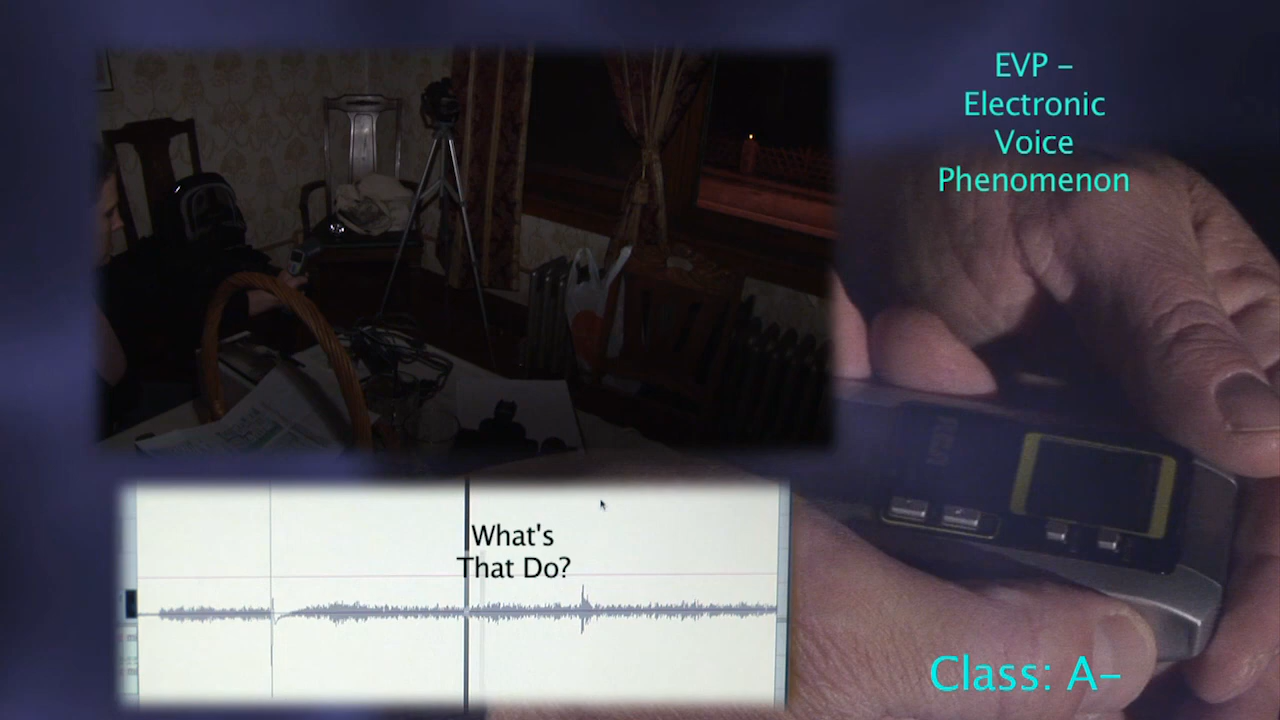 EVP –
Electronic
Voice
Phenomenon
What's
That Do?
Class: A–